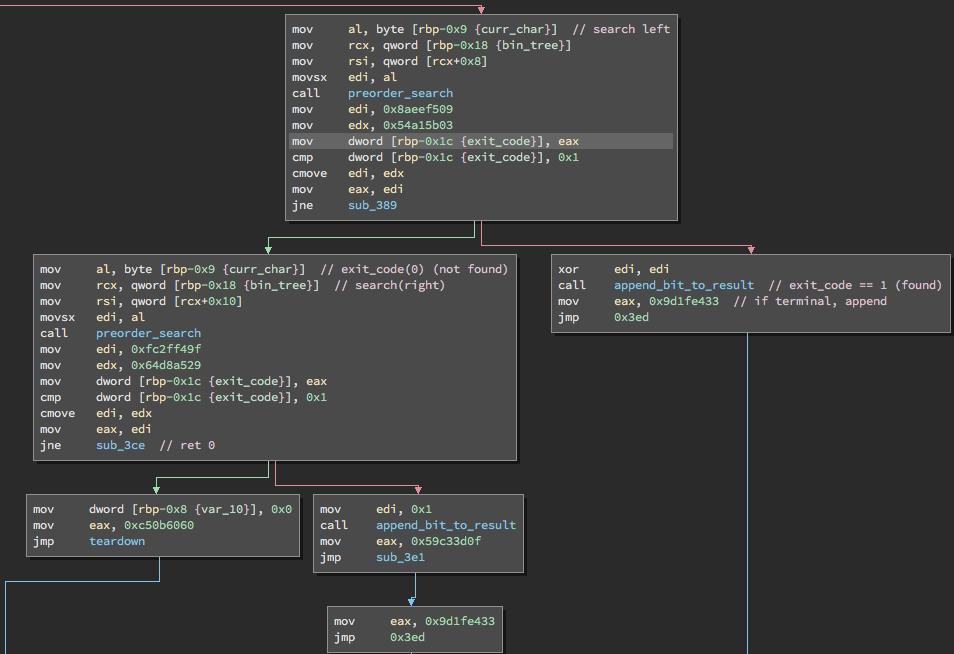 mov al, byte [rbp-0x9 {curr_char}] // search left
mov rcx, qword [rbp-0x18 {bin_tree}]
mov rsi, qword [rcx+0x8]
movsx edi, al
call preorder_search
mov edi, 0x8aeef509
mov edx, 0x54a15b03
mov dword [rbp-0x1c {exit_code}], eax
cmp dword [rbp-0x1c {exit_code}], 0x1
cmove edi, edx
mov eax, edi
jne sub_389
mov al, byte [rbp-0x9 {curr_char}] // exit_code(0) (not found)
mov rcx, qword [rbp-0x18 {bin_tree}] // search(right)
mov rsi, qword [rcx+0x10]
movsx edi, al
call preorder_search
mov edi, 0xfc2ff49f
mov edx, 0x64d8a529
mov dword [rbp-0x1c {exit_code}], eax
cmp dword [rbp-0x1c {exit_code}], 0x1
cmove edi, edx
mov eax, edi
jne sub_3ce // ret 0
xor edi, edi
call append_bit_to_result // exit_code == 1 (found)
mov eax, 0x9d1fe433 // if terminal, append
jmp 0x3ed
mov dword [rbp-0x8 {var_10}], 0x0
mov eax, 0xc50b6060
jmp teardown
mov edi, 0x1
call append_bit_to_result
mov eax, 0x59c33d0f
jmp sub_3e1
mov eax, 0x9d1fe433
jmp 0x3ed